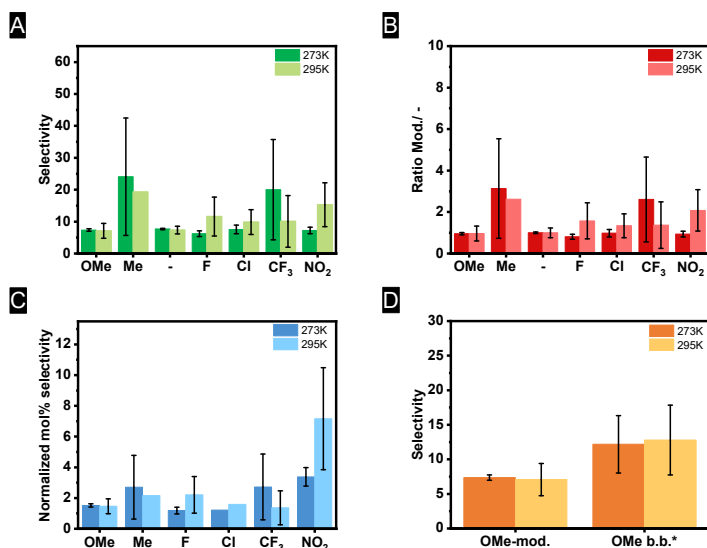 A
B
273K
295K
273K
295K
Selectivity
60
50
40
30
20
10
0
OMe Me - F Cl CF₃ NO₂
Ratio Mod./ -
10
8
6
4
2
0
OMe Me - F Cl CF₃ NO₂
C
D
273K
295K
273K
295K
Normalized mol% selectivity
12
10
8
6
4
2
0
OMe Me F Cl CF₃ NO₂
Selectivity
30
25
20
15
10
5
0
OMe-mod. OMe b.b.*